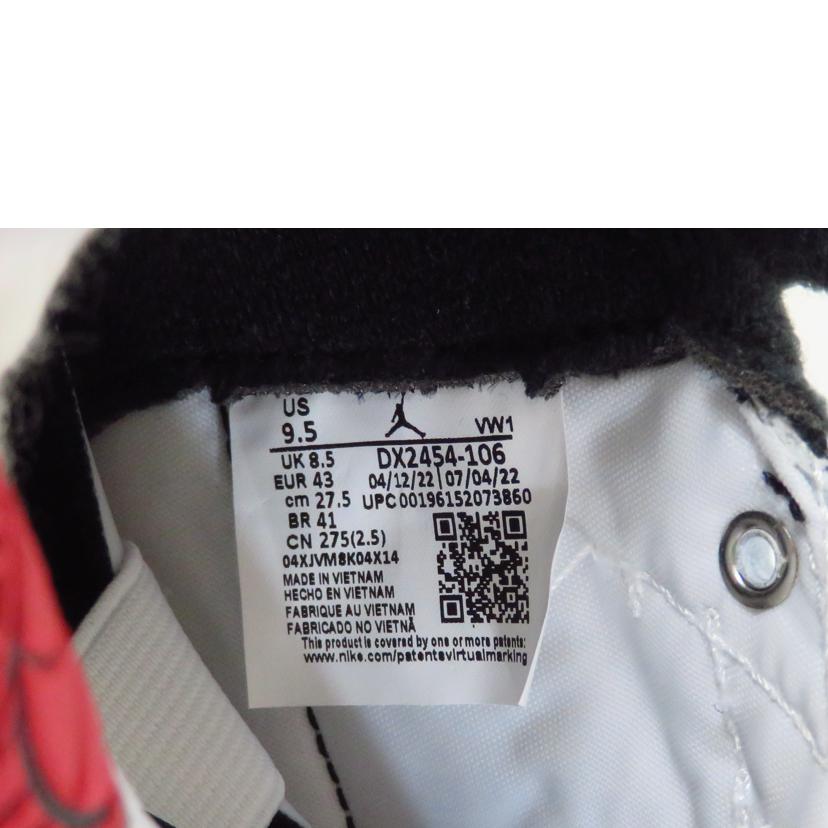 US
9.5 VW1
UK 8.5 DX2454-106
EUR 43 04/12/22 | 07/04/22
cm 27.5 UPC00196152073860
BR 41
CN 275(2.5)
04XJVM8K04X14
MADE IN VIETNAM
HECHO EN VIETNAM
FABRIQUE AU VIETNAM
FABRICADO NO VIETNÃ
This product is covered by one or more patents:
www.nike.com/patentsvirtualmarking